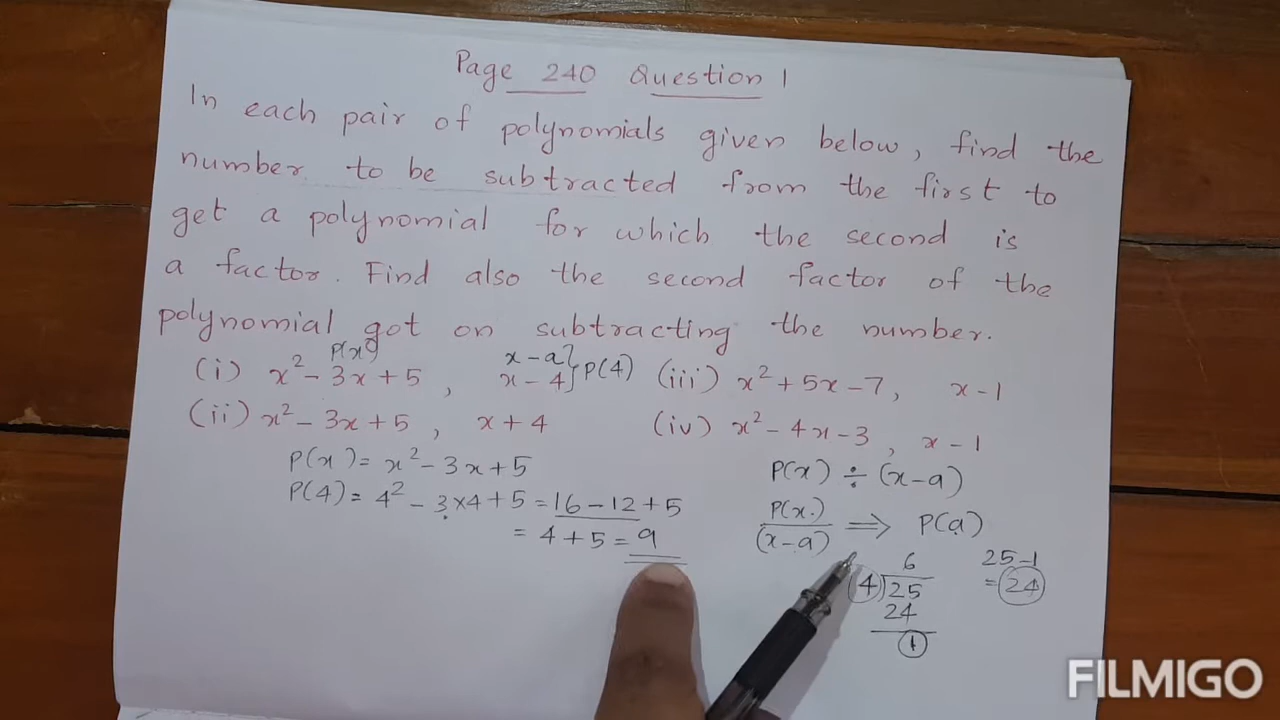 Page 240 Question 1
In each pair of polynomials given below, find the
number to be subtracted from the first to
get a polynomial for which the second is
a factor. Find also the second factor of the
polynomial got on subtracting the number.
P(x)
x - a
(i) x² - 3x + 5 , x - 4 } P(4) (iii) x² + 5x - 7, x - 1
(ii) x² - 3x + 5 , x + 4 (iv) x² - 4x - 3 , x - 1
P(x) = x² - 3x + 5
P(x) ÷ (x - a)
P(4) = 4² - 3 × 4 + 5 = 16 - 12 + 5
= 4 + 5 = 9
P(x)
(x - a) ⇒ P(a)
6
4)25
24
1
25 - 1
= 24
FILMIGO